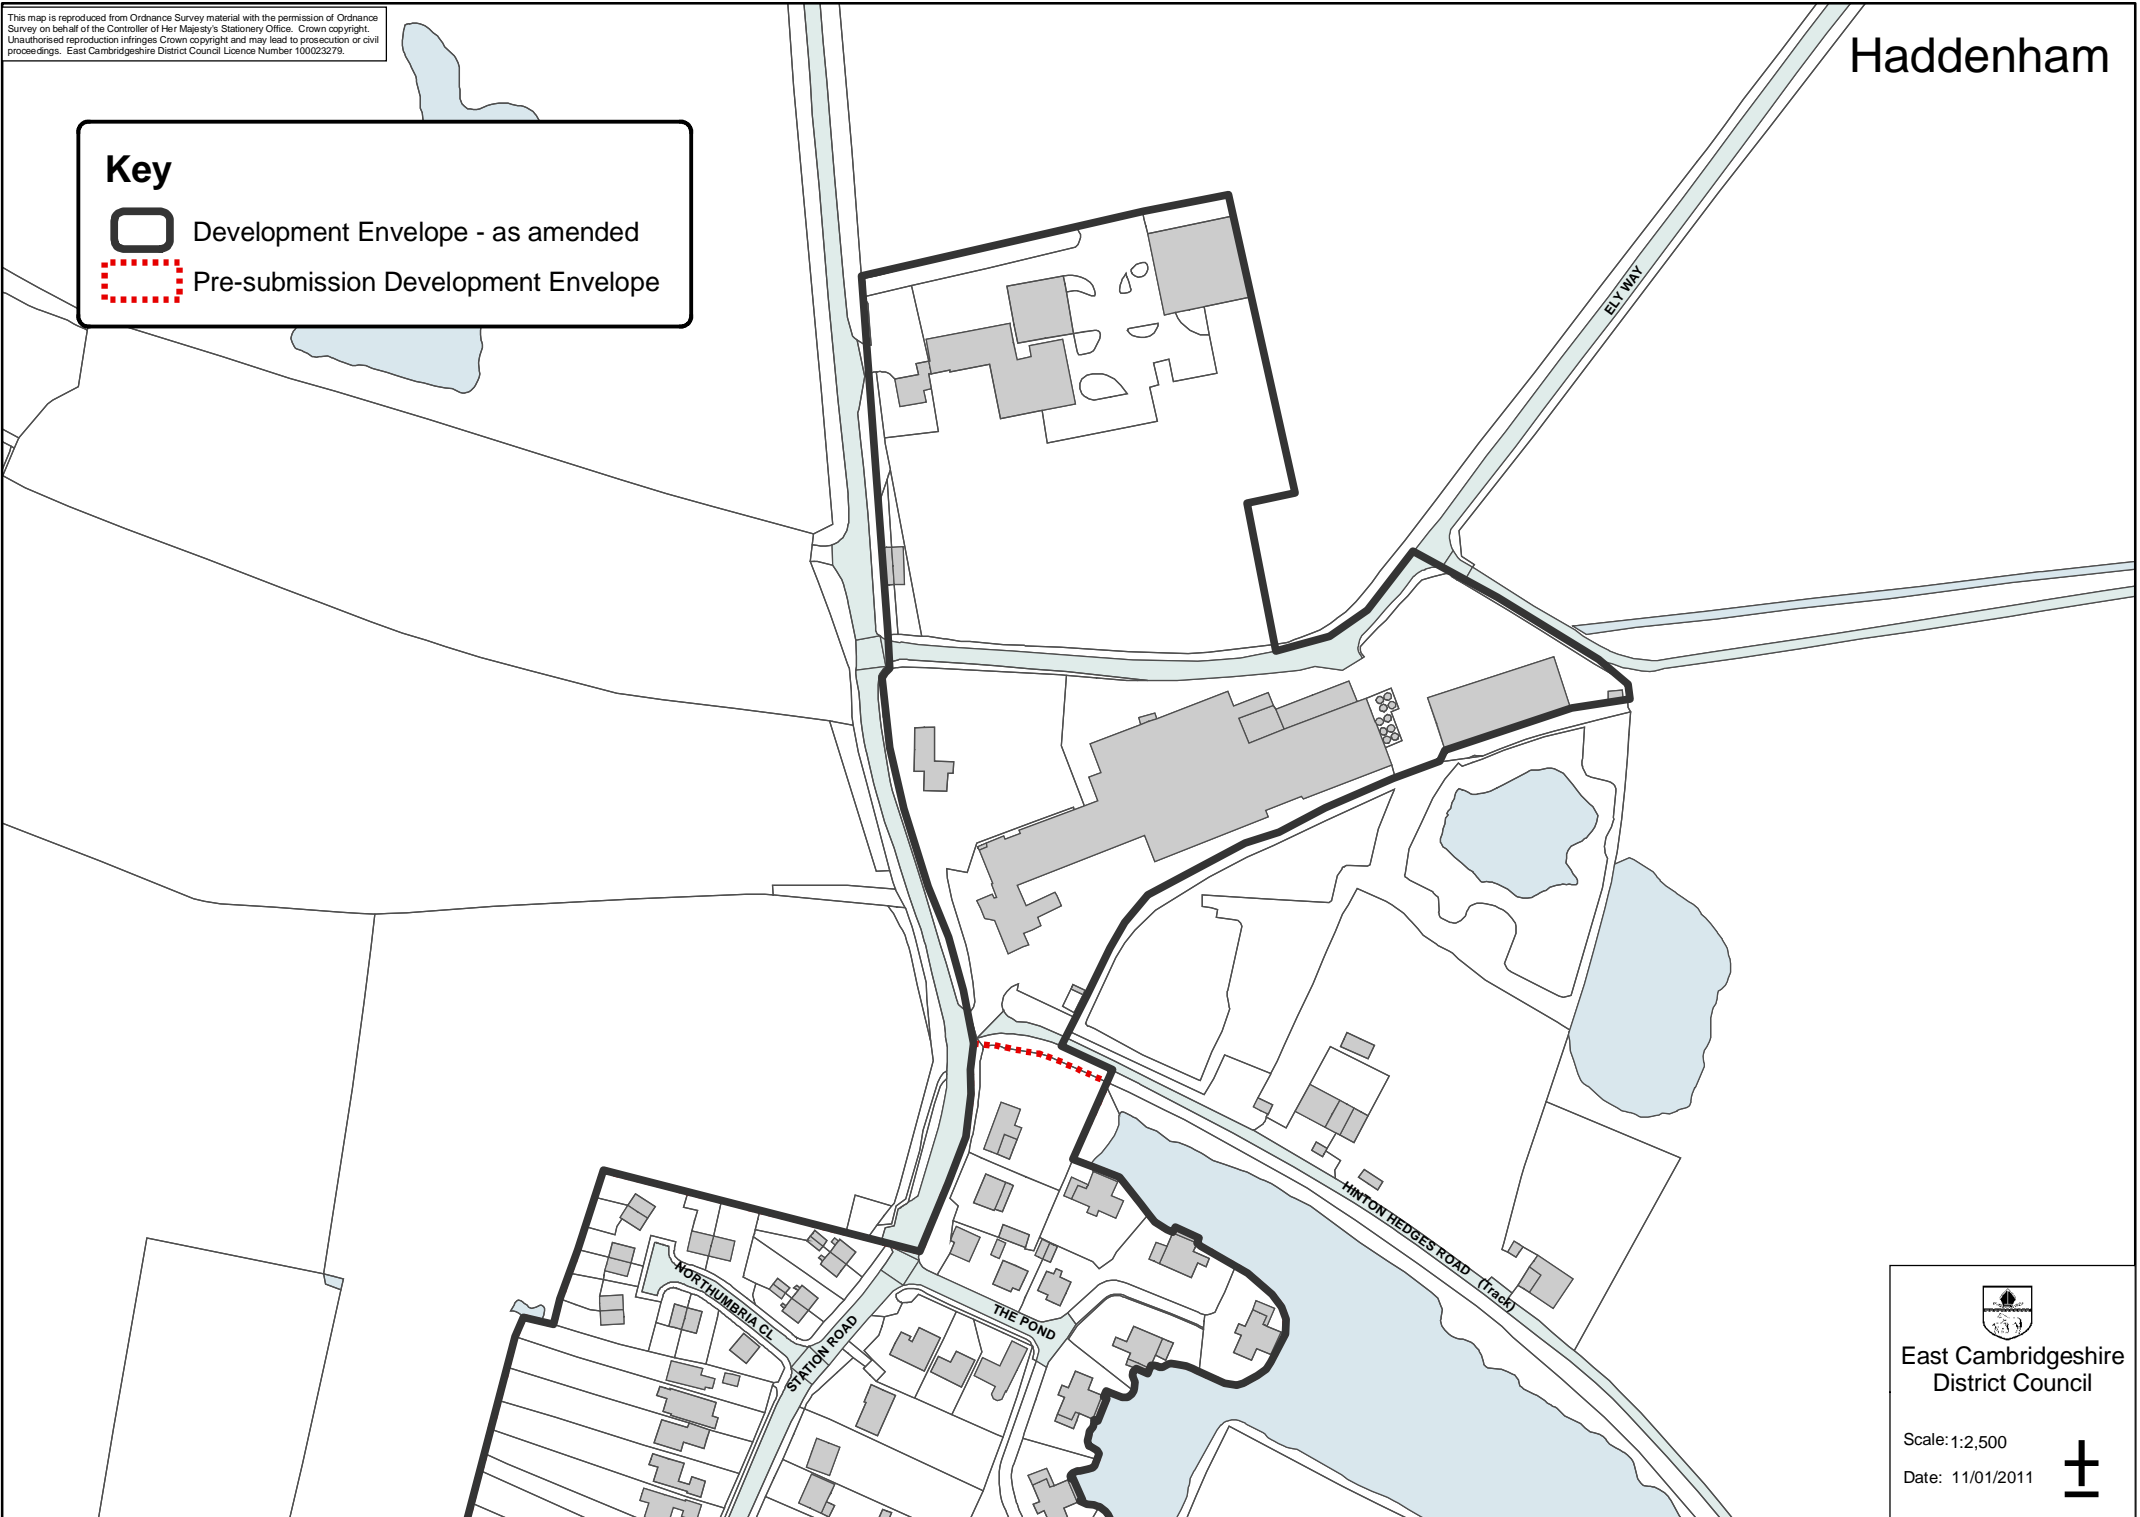 This map is reproduced from Ordnance Survey material with the permission of Ordnance
Survey on behalf of the Controller of Her Majesty's Stationery Office. Crown copyright.
Unauthorised reproduction infringes Crown copyright and may lead to prosecution or civil
proceedings. East Cambridgeshire District Council Licence Number 100023279.
Haddenham
Key
Development Envelope - as amended
Pre-submission Development Envelope
ELY WAY
HINTON HEDGES ROAD (Track)
NORTHUMBRIA CL
THE POND
STATION ROAD
East Cambridgeshire
District Council
Scale: 1:2,500
Date: 11/01/2011